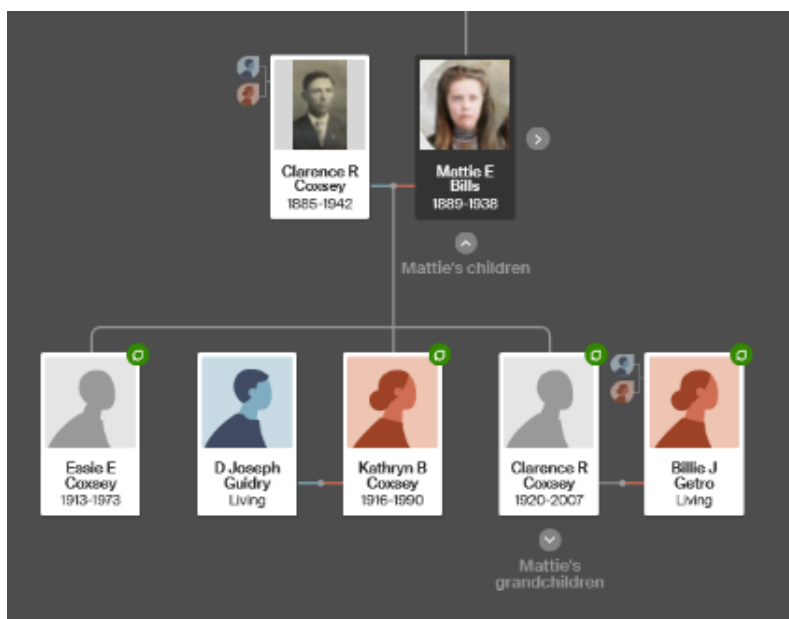 Clarence R
Coxsey
1885-1942
Mattie E
Bills
1889-1938
Mattie's children
Essie E
Coxsey
1913-1973
D Joseph
Guidry
Living
Kathryn B
Coxsey
1916-1990
Clarence R
Coxsey
1920-2007
Billie J
Getro
Living
Mattie's
grandchildren